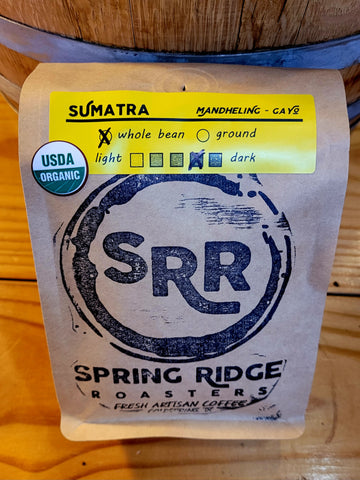 SUMATRA MANDHELING - GAYO
whole bean ground
light dark
USDA
ORGANIC
SRR
SPRING RIDGE
ROASTERS
FRESH ARTISAN COFFEE